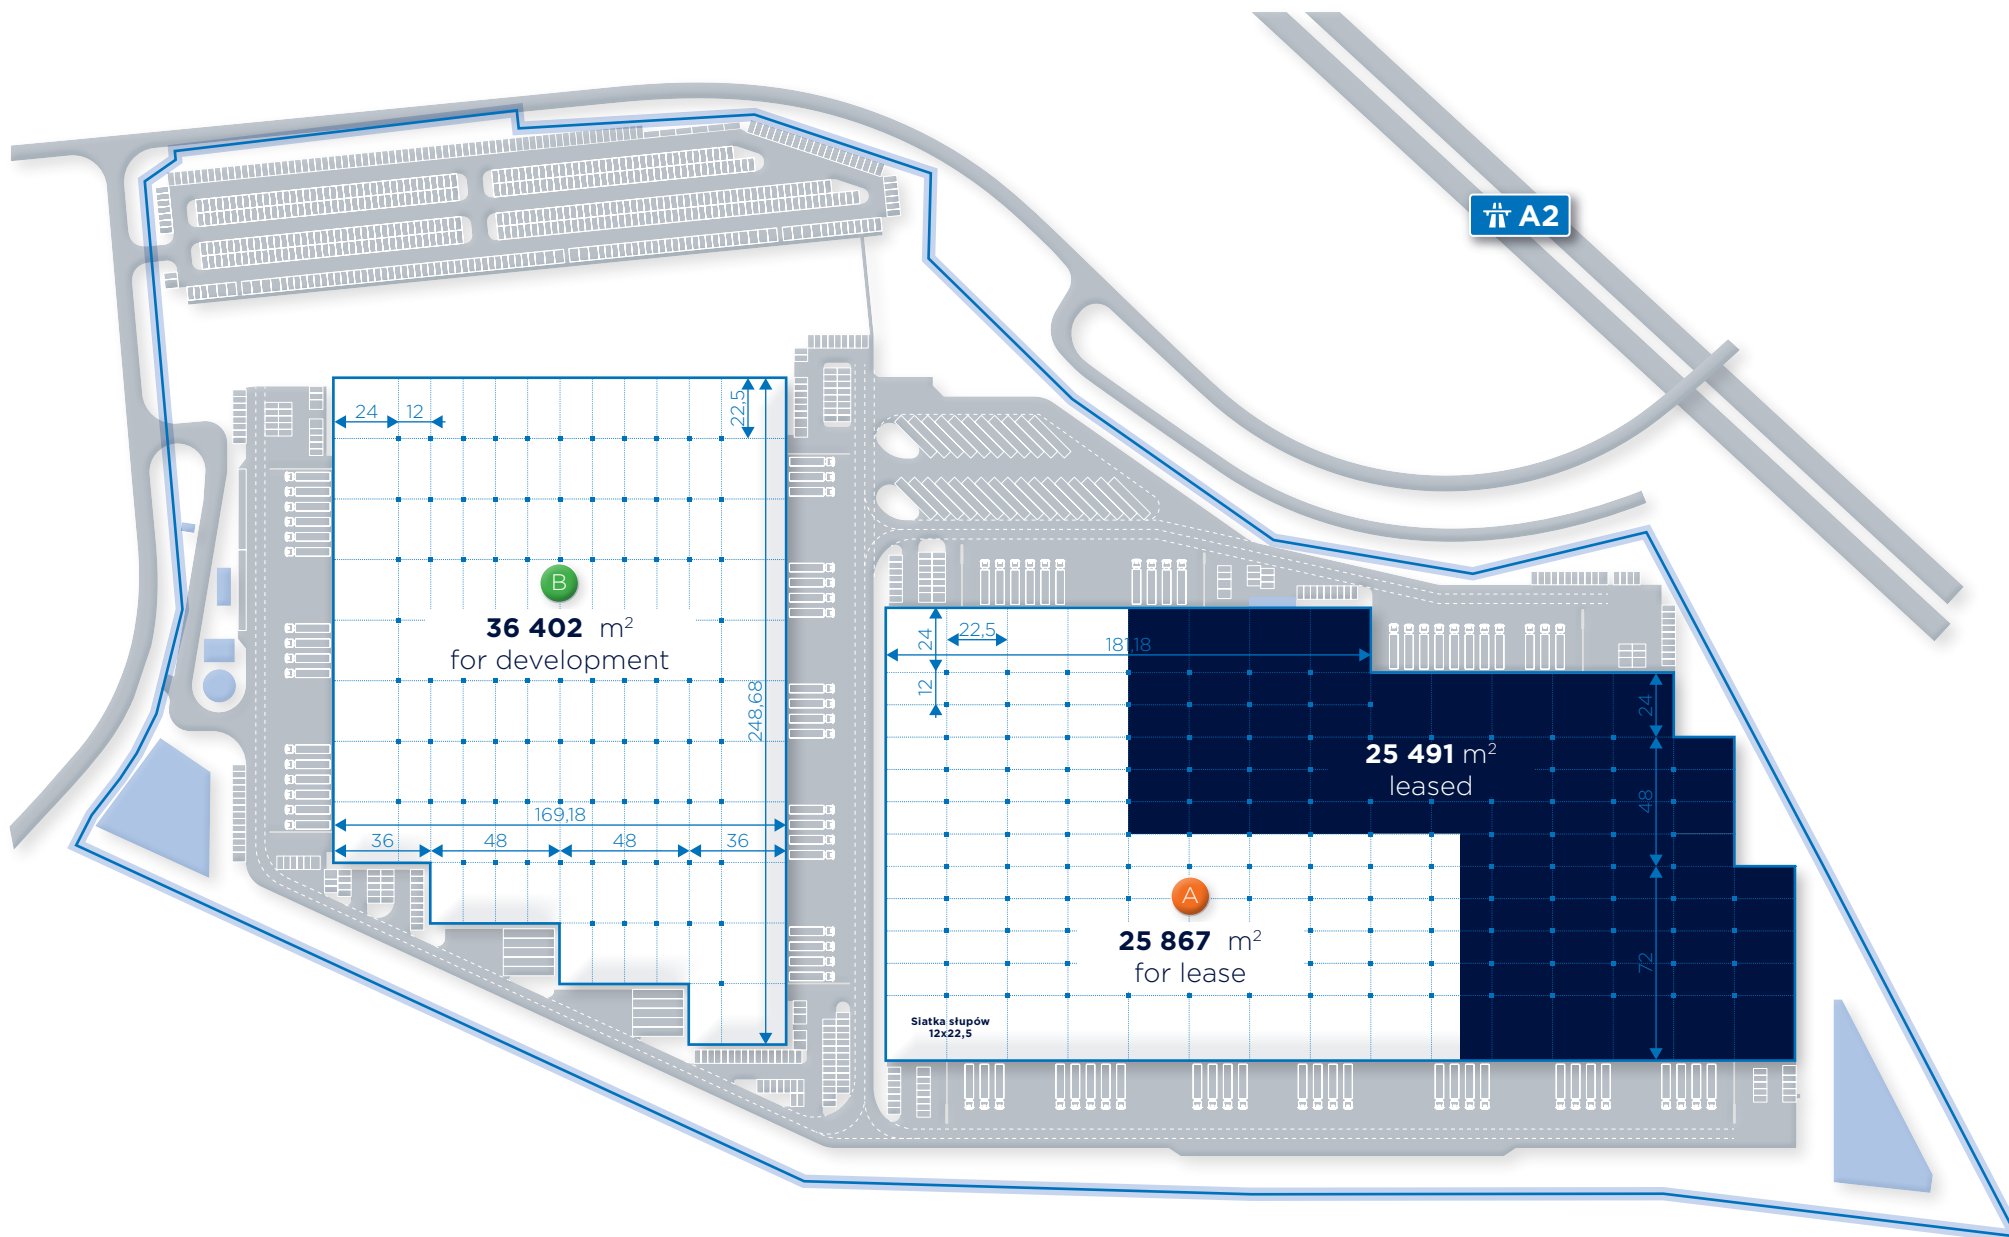 A2
24
12
22,5
B
36 402 m²
for development
248,68
169,18
36
48
48
36
24
22,5
181,18
12
24
25 491 m²
leased
48
A
25 867 m²
for lease
72
Siatka słupów
12x22,5